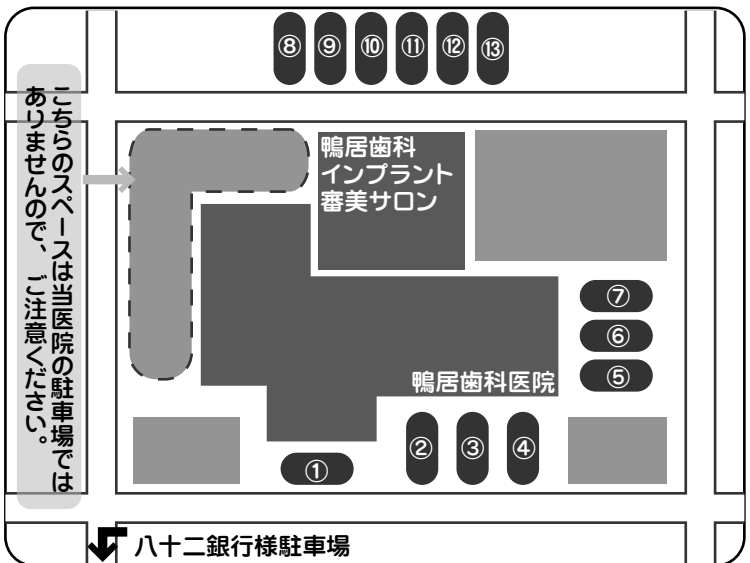 ⑧ ⑨ ⑩ ⑪ ⑫ ⑬
こちらのスペースは当医院の駐車場では
ありませんので、ご注意ください。
鴨居歯科
インプラント
審美サロン
⑦
⑥
⑤
鴨居歯科医院
② ③ ④
①
八十二銀行様駐車場